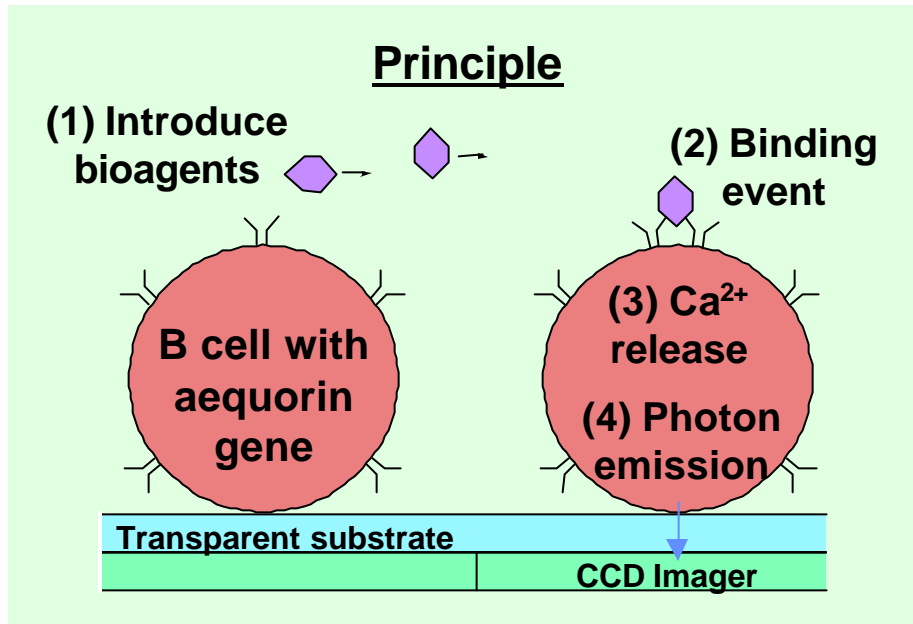 Principle
(1) Introduce
bioagents
(2) Binding
event
B cell with
aequorin
gene
(3) Ca²⁺
release
(4) Photon
emission
Transparent substrate
CCD Imager